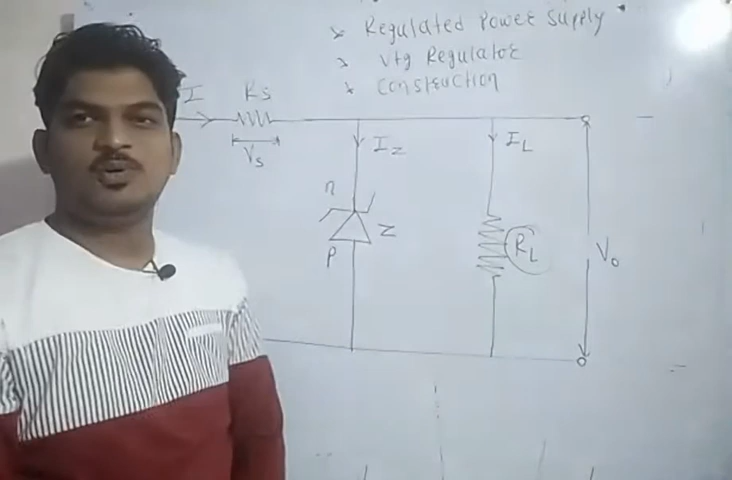 * Regulated Power Supply
* Vtg Regulator
* Construction
I
Rs
Vs
Iz
IL
n
Z
P
RL
Vo